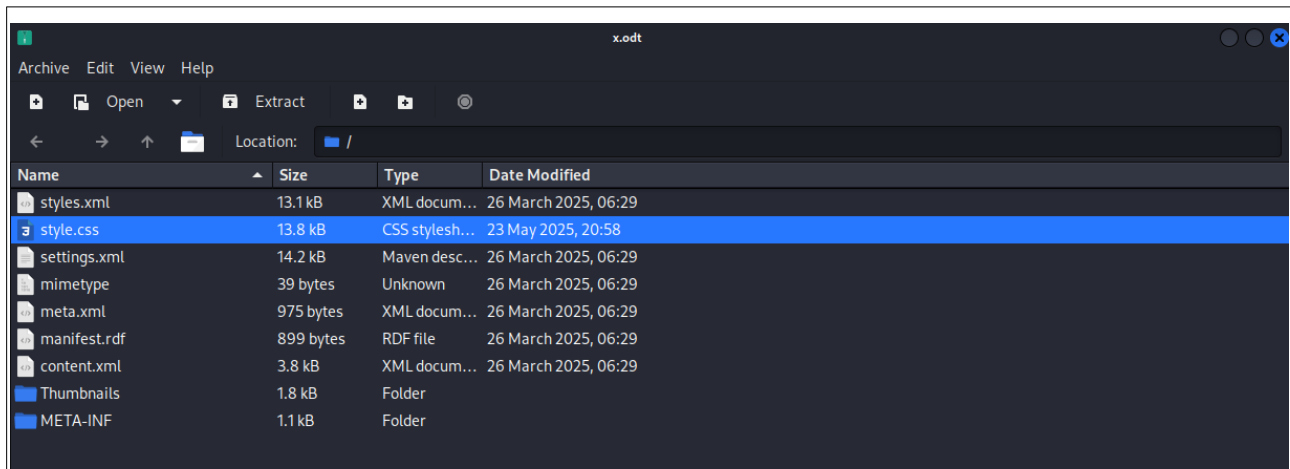 x.odt
Archive Edit View Help
Open Extract
Location: /
Name Size Type Date Modified
styles.xml 13.1 kB XML docum... 26 March 2025, 06:29
style.css 13.8 kB CSS stylesh... 23 May 2025, 20:58
settings.xml 14.2 kB Maven desc... 26 March 2025, 06:29
mimetype 39 bytes Unknown 26 March 2025, 06:29
meta.xml 975 bytes XML docum... 26 March 2025, 06:29
manifest.rdf 899 bytes RDF file 26 March 2025, 06:29
content.xml 3.8 kB XML docum... 26 March 2025, 06:29
Thumbnails 1.8 kB Folder
META-INF 1.1 kB Folder